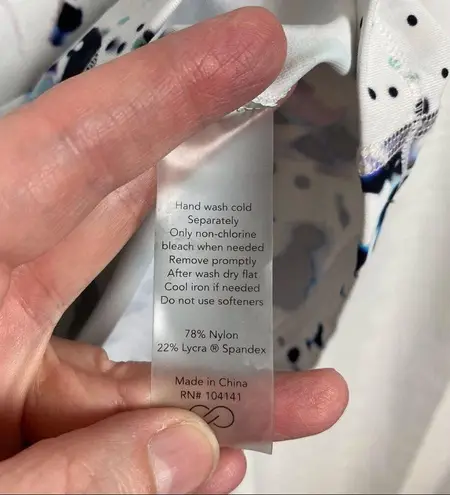 Hand wash cold
Separately
Only non-chlorine
bleach when needed
Remove promptly
After wash dry flat
Cool iron if needed
Do not use softeners
78% Nylon
22% Lycra ® Spandex
Made in China
RN# 104141